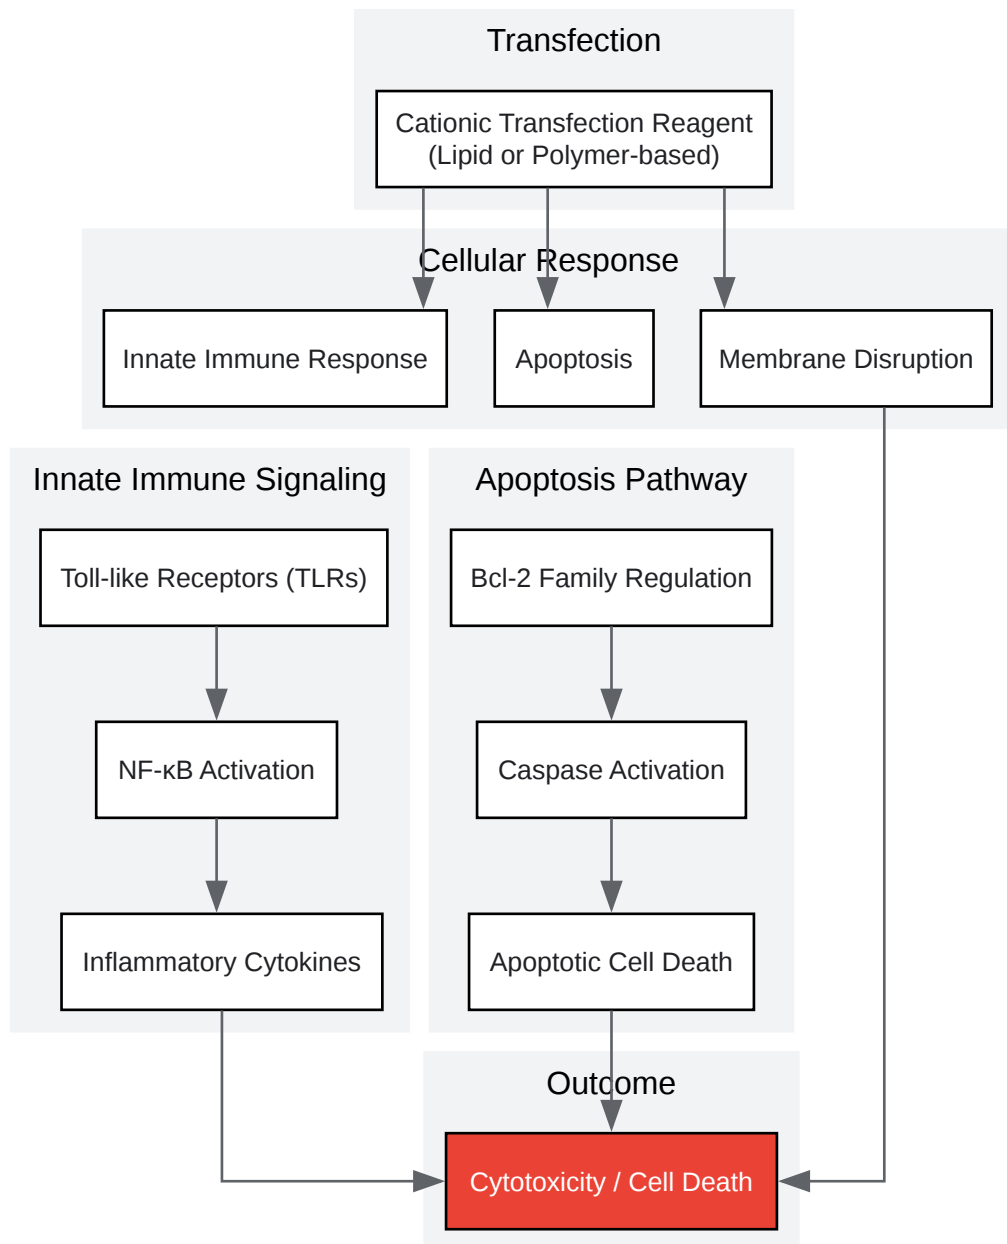 Transfection
Cationic Transfection Reagent
(Lipid or Polymer-based)
Cellular Response
Innate Immune Response
Apoptosis
Membrane Disruption
Innate Immune Signaling
Toll-like Receptors (TLRs)
NF-κB Activation
Inflammatory Cytokines
Apoptosis Pathway
Bcl-2 Family Regulation
Caspase Activation
Apoptotic Cell Death
Outcome
Cytotoxicity / Cell Death